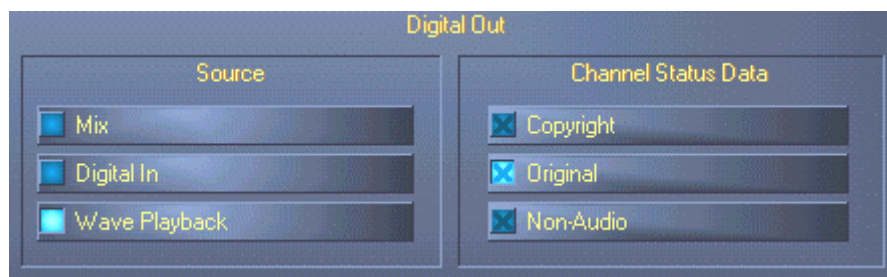 Digital Out
Source
Mix
Digital In
Wave Playback
Channel Status Data
Copyright
Original
Non-Audio